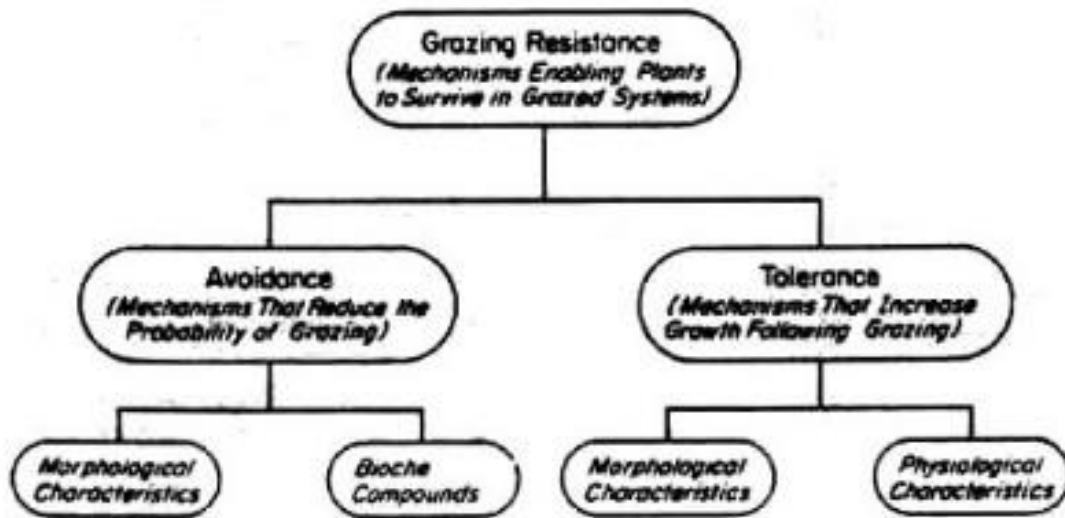 Grazing Resistance
(Mechanisms Enabling Plants
to Survive in Grazed Systems)
Avoidance
(Mechanisms That Reduce the
Probability of Grazing)
Tolerance
(Mechanisms That Increase
Growth Following Grazing)
Morphological
Characteristics
Bioche
Compounds
Morphological
Characteristics
Physiological
Characteristics